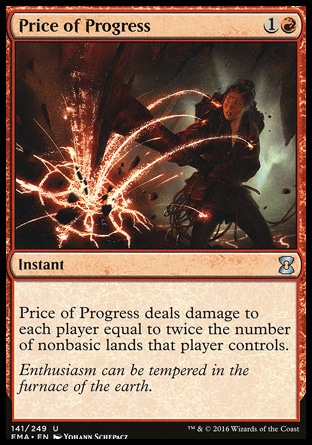 Price of Progress 1
Instant
Price of Progress deals damage to
each player equal to twice the number
of nonbasic lands that player controls.
Enthusiasm can be tempered in the
furnace of the earth.
141/249 U
EMA • EN Yohann Schepacz
™ & © 2016 Wizards of the Coast